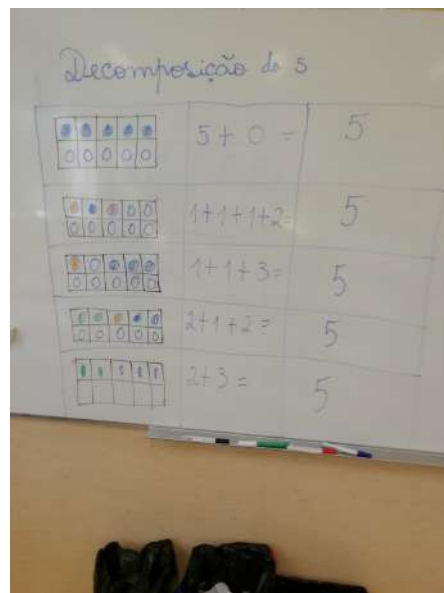 Decomposição do 5
5 + 0 = 5
1+1+1+2= 5
1+1+3= 5
2+1+2= 5
2+3= 5